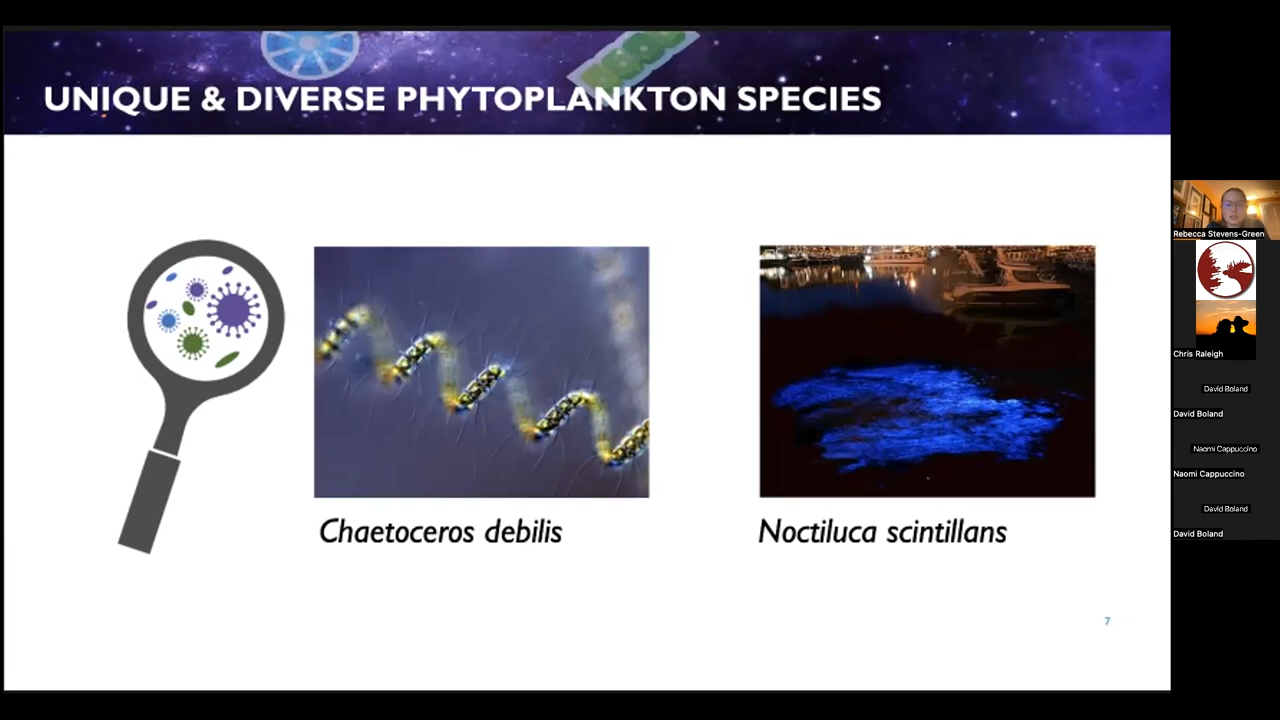 UNIQUE & DIVERSE PHYTOPLANKTON SPECIES
Chaetoceros debilis
Noctiluca scintillans
7
Rebecca Stevens-Green
Chris Raleigh
David Boland
David Boland
Naomi Cappuccino
Naomi Cappuccino
David Boland
David Boland